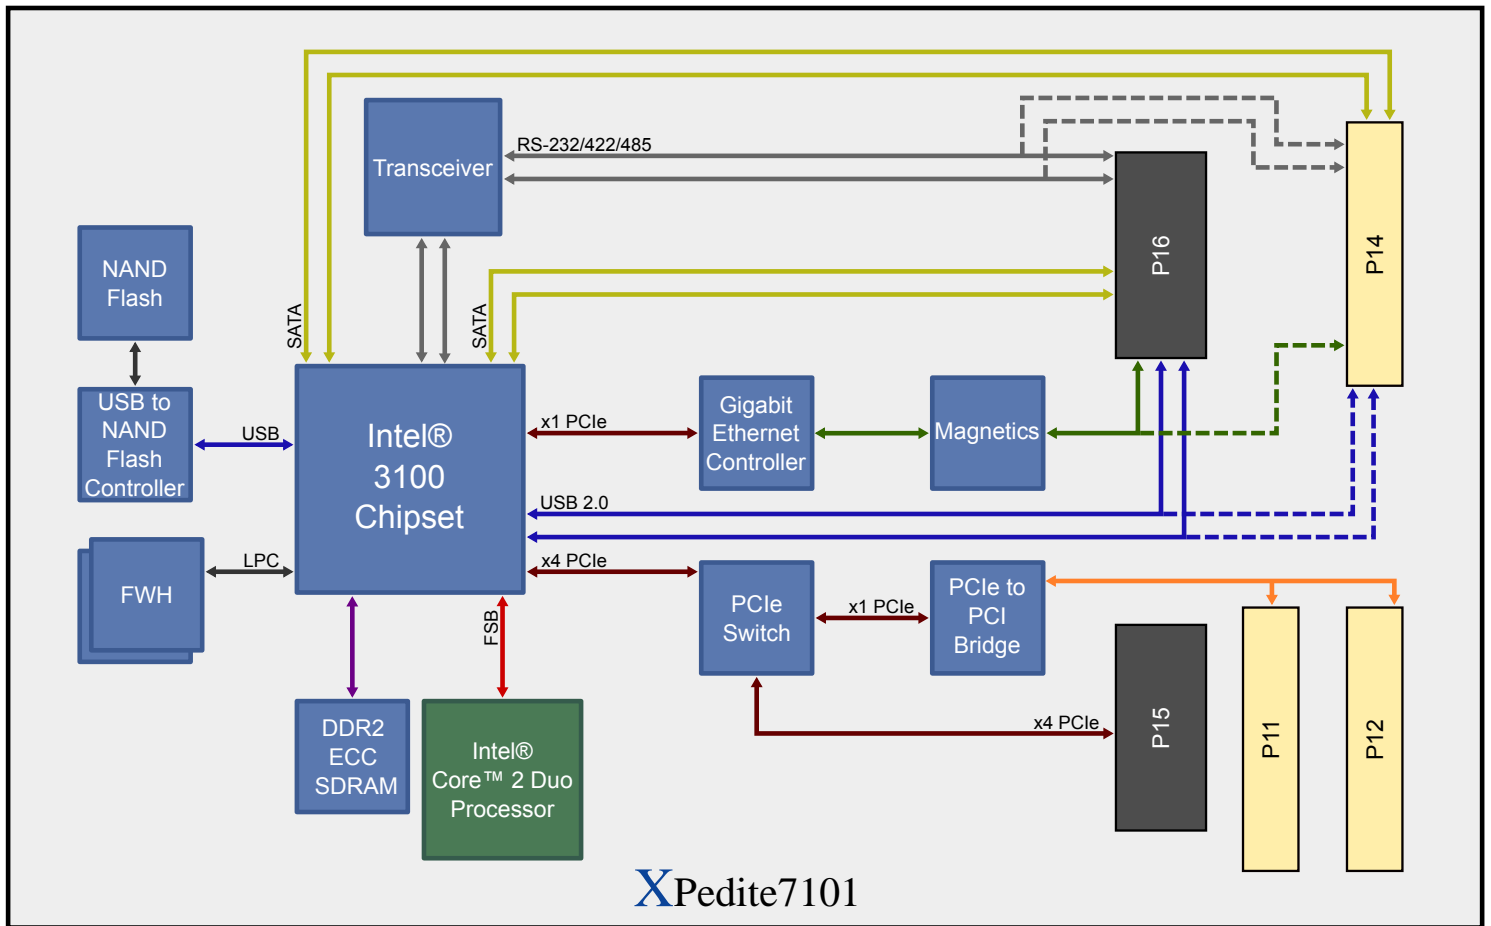 RS-232/422/485
Transceiver
P16
P14
NAND
Flash
SATA
SATA
USB to
NAND
Flash
Controller
USB
Intel®
3100
Chipset
x1 PCIe
Gigabit
Ethernet
Controller
Magnetics
USB 2.0
LPC
FWH
x4 PCIe
PCIe
Switch
x1 PCIe
PCIe to
PCI
Bridge
FSB
DDR2
ECC
SDRAM
Intel®
Core™ 2 Duo
Processor
x4 PCIe
P15
P11
P12
XPedite7101